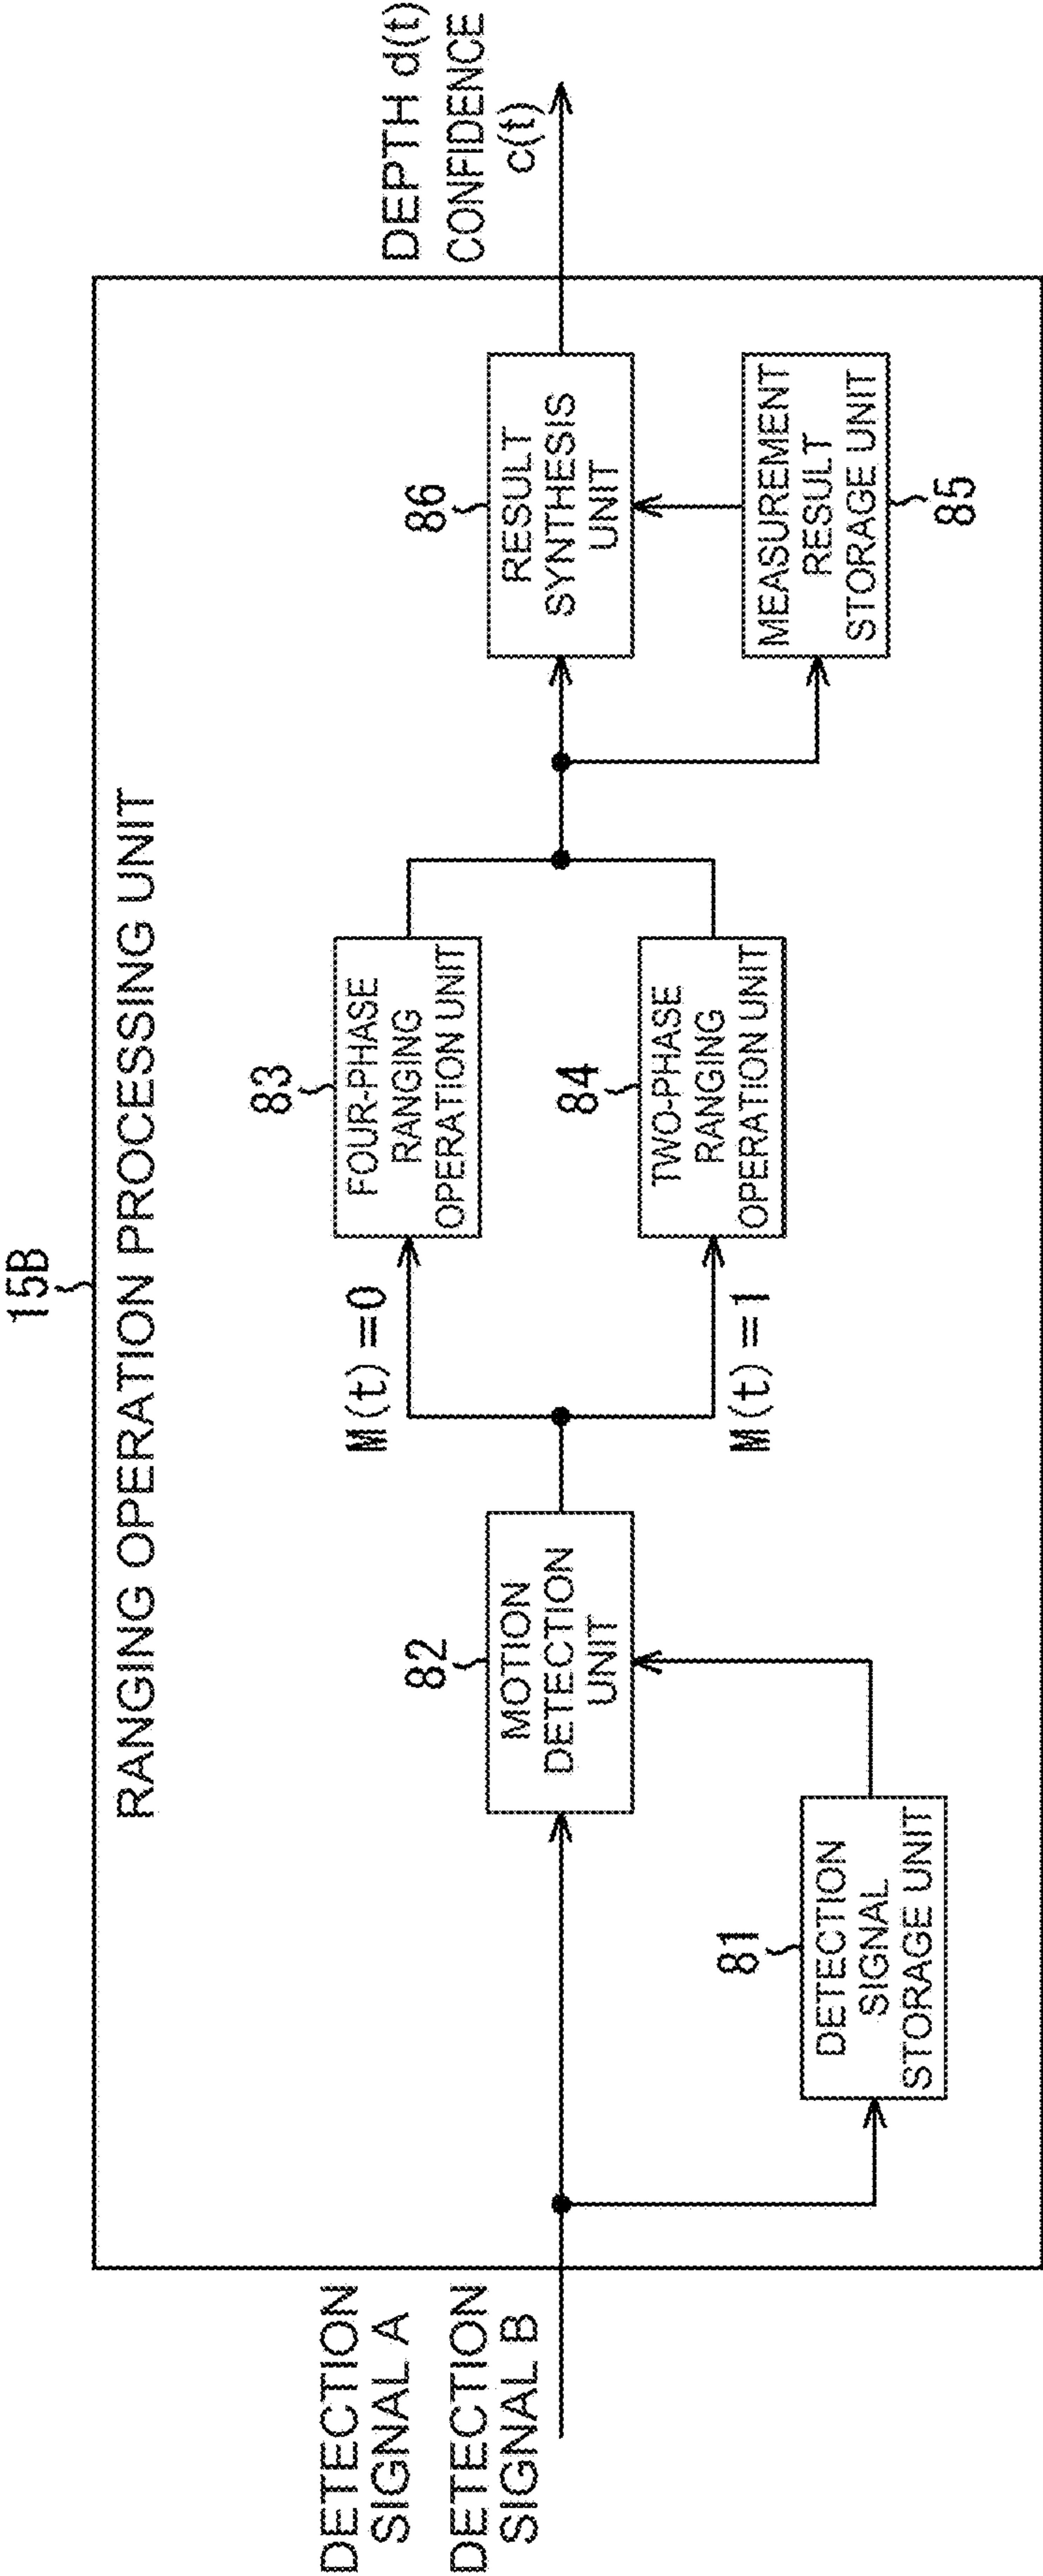 15B
RANGING OPERATION PROCESSING UNIT
DETECTION
SIGNAL A
DETECTION
SIGNAL B
81
DETECTION
SIGNAL
STORAGE UNIT
82
MOTION
DETECTION
UNIT
M(t)=0
M(t)=1
83
FOUR-PHASE
RANGING
OPERATION UNIT
84
TWO-PHASE
RANGING
OPERATION UNIT
86
RESULT
SYNTHESIS
UNIT
MEASUREMENT
RESULT
STORAGE UNIT
85
DEPTH d(t)
CONFIDENCE
c(t)